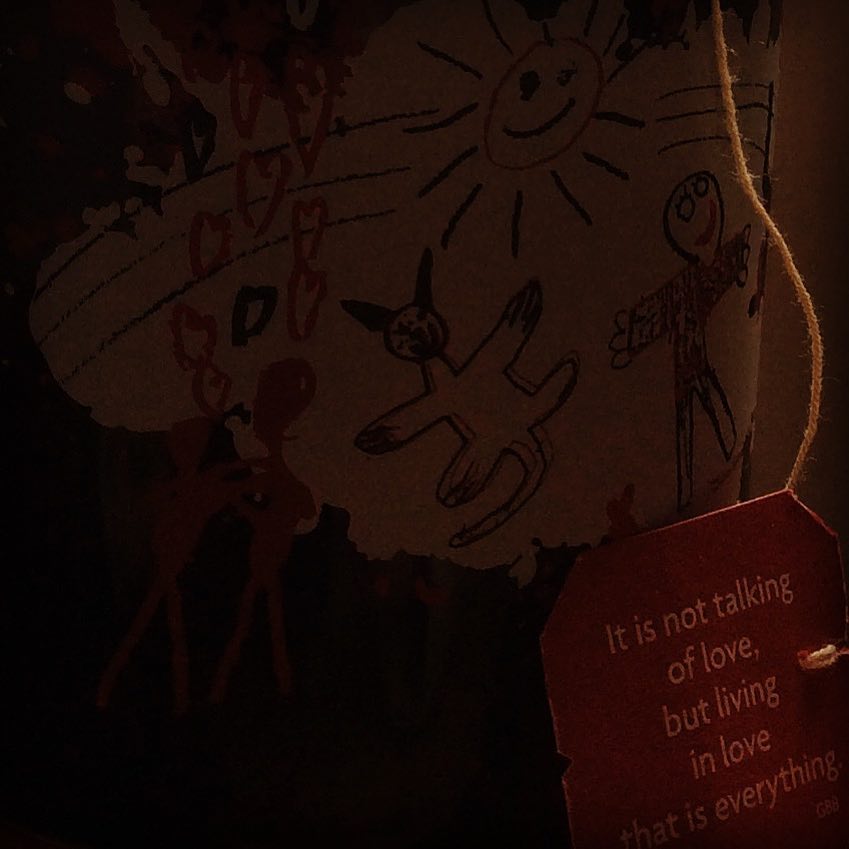 It is not talking
of love,
but living
in love
that is everything.
GBB